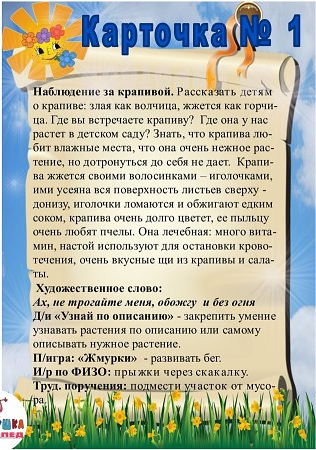 Карточка № 1
Наблюдение за крапивой. Рассказать детям
о крапиве: злая как волчица, жжется как горчи-
ца. Где вы встречаете крапиву?  Где она у нас
растет в детском саду? Знать, что крапива лю-
бит влажные места, что она очень нежное рас-
тение, но дотронуться до себя не дает.  Крапи-
ва жжется своими волосинками – иголочками,
ими усеяна вся поверхность листьев сверху -
донизу, иголочки ломаются и обжигают едким
соком, крапива очень долго цветет, ее пыльцу
очень любят пчелы. Она лечебная: много вита-
мин, настой используют для остановки крово-
течения, очень вкусные щи из крапивы и сала-
ты.
Художественное слово:
Ах, не трогайте меня, обожгу  и без огня
Д/и «Узнай по описанию» - закрепить умение
узнавать растения по описанию или самому
описывать нужное растение.
П/игра: «Жмурки»  - развивать бег.
И/р по ФИЗО: прыжки через скакалку.
Труд. поручения: подмести участок от мусо-
ра.